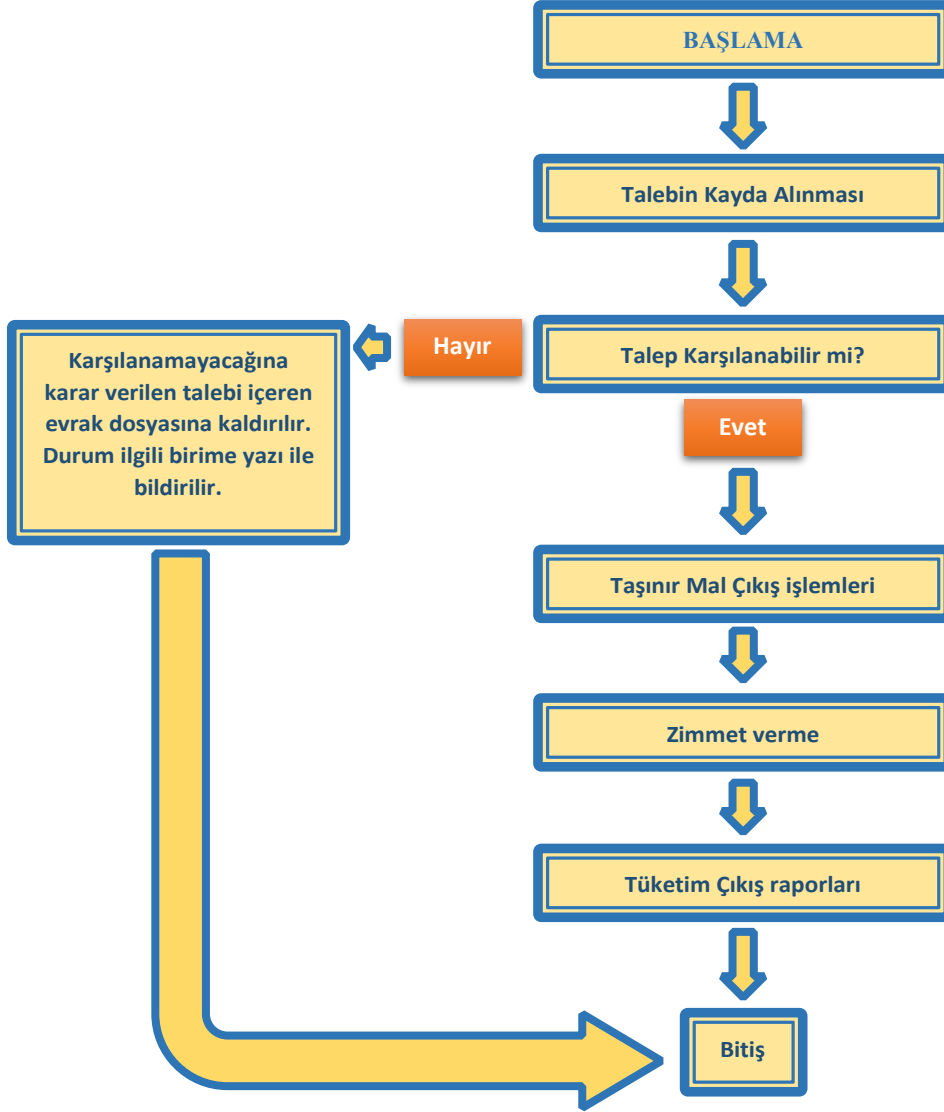 BAŞLAMA
Talebin Kayda Alınması
Talep Karşılanabilir mi?
Hayır
Karşılanamayacağına
karar verilen talebi içeren
evrak dosyasına kaldırılır.
Durum ilgili birime yazı ile
bildirilir.
Evet
Taşınır Mal Çıkış işlemleri
Zimmet verme
Tüketim Çıkış raporları
Bitiş